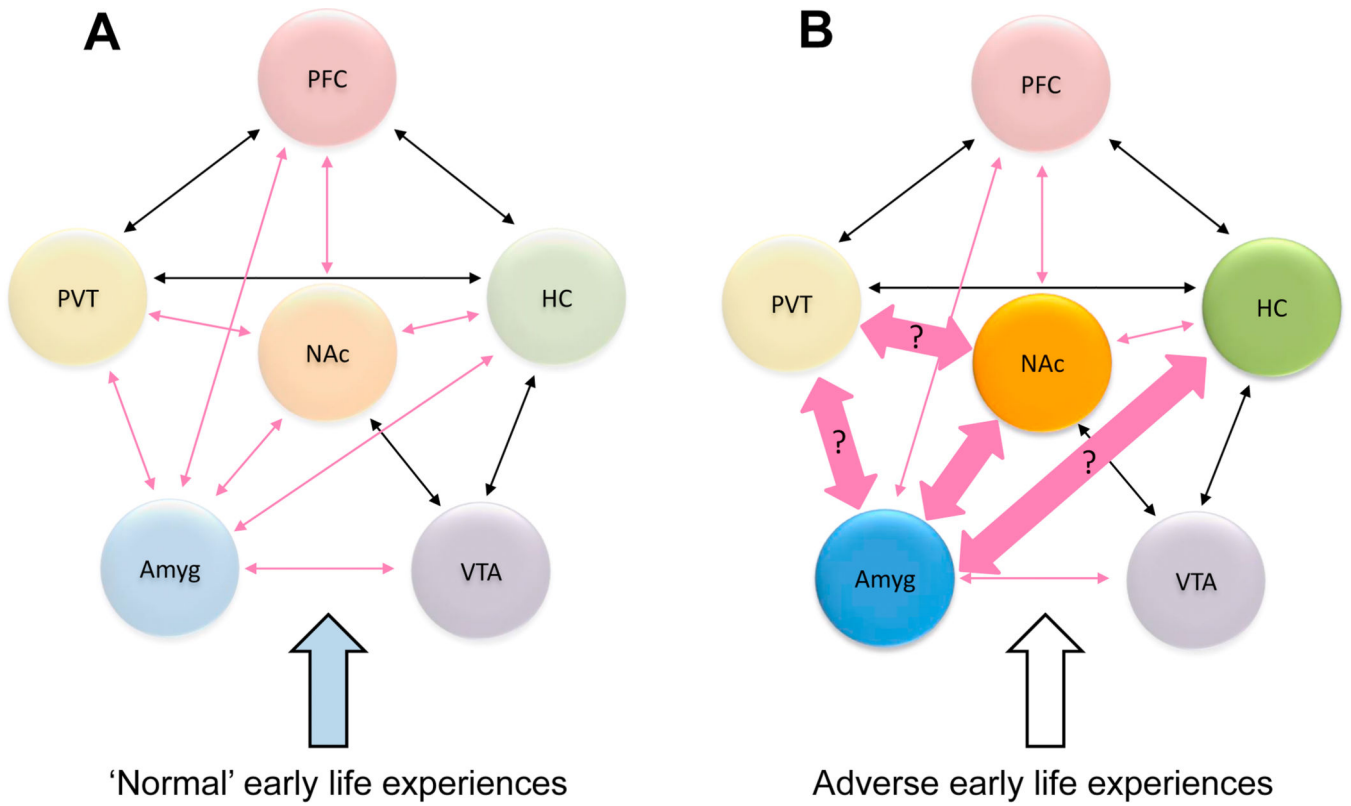 A
PFC
PVT
HC
NAc
Amyg
VTA
'Normal' early life experiences
B
PFC
PVT
?
HC
NAc
?
?
Amyg
VTA
Adverse early life experiences